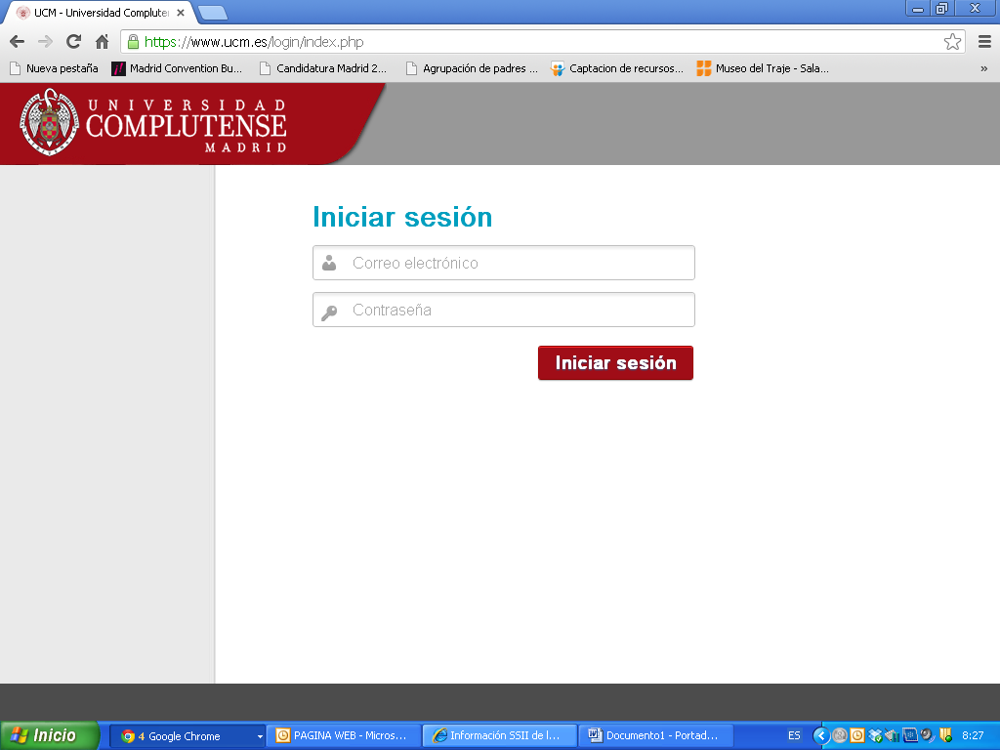 UCM - Universidad Complute
https://www.ucm.es/login/index.php
Nueva pestaña Madrid Convention Bu... Candidatura Madrid 2... Agrupación de padres ... Captacion de recursos... Museo del Traje - Sala... »
UNIVERSIDAD
COMPLUTENSE
MADRID
Iniciar sesión
Correo electrónico
Contraseña
Iniciar sesión
Inicio 4 Google Chrome PAGINA WEB - Micros... Información SSII de l... Documento1 - Portad... ES 8:27